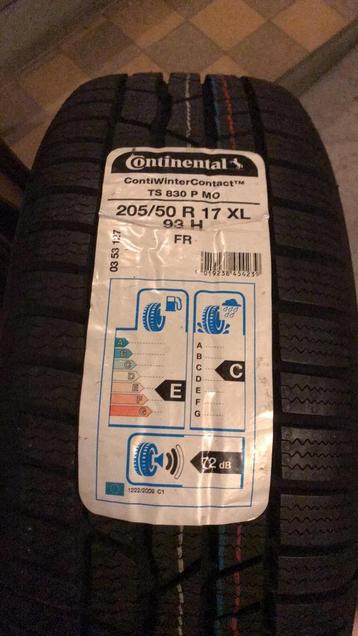 Continental
ContiWinterContact™
TS 830 P MO
205/50 R 17 XL
93 H
FR
03 53 127
A
B
C
D
E
F
G
E
A
B
C
D
E
F
G
C
72 dB
1222/2009 C1